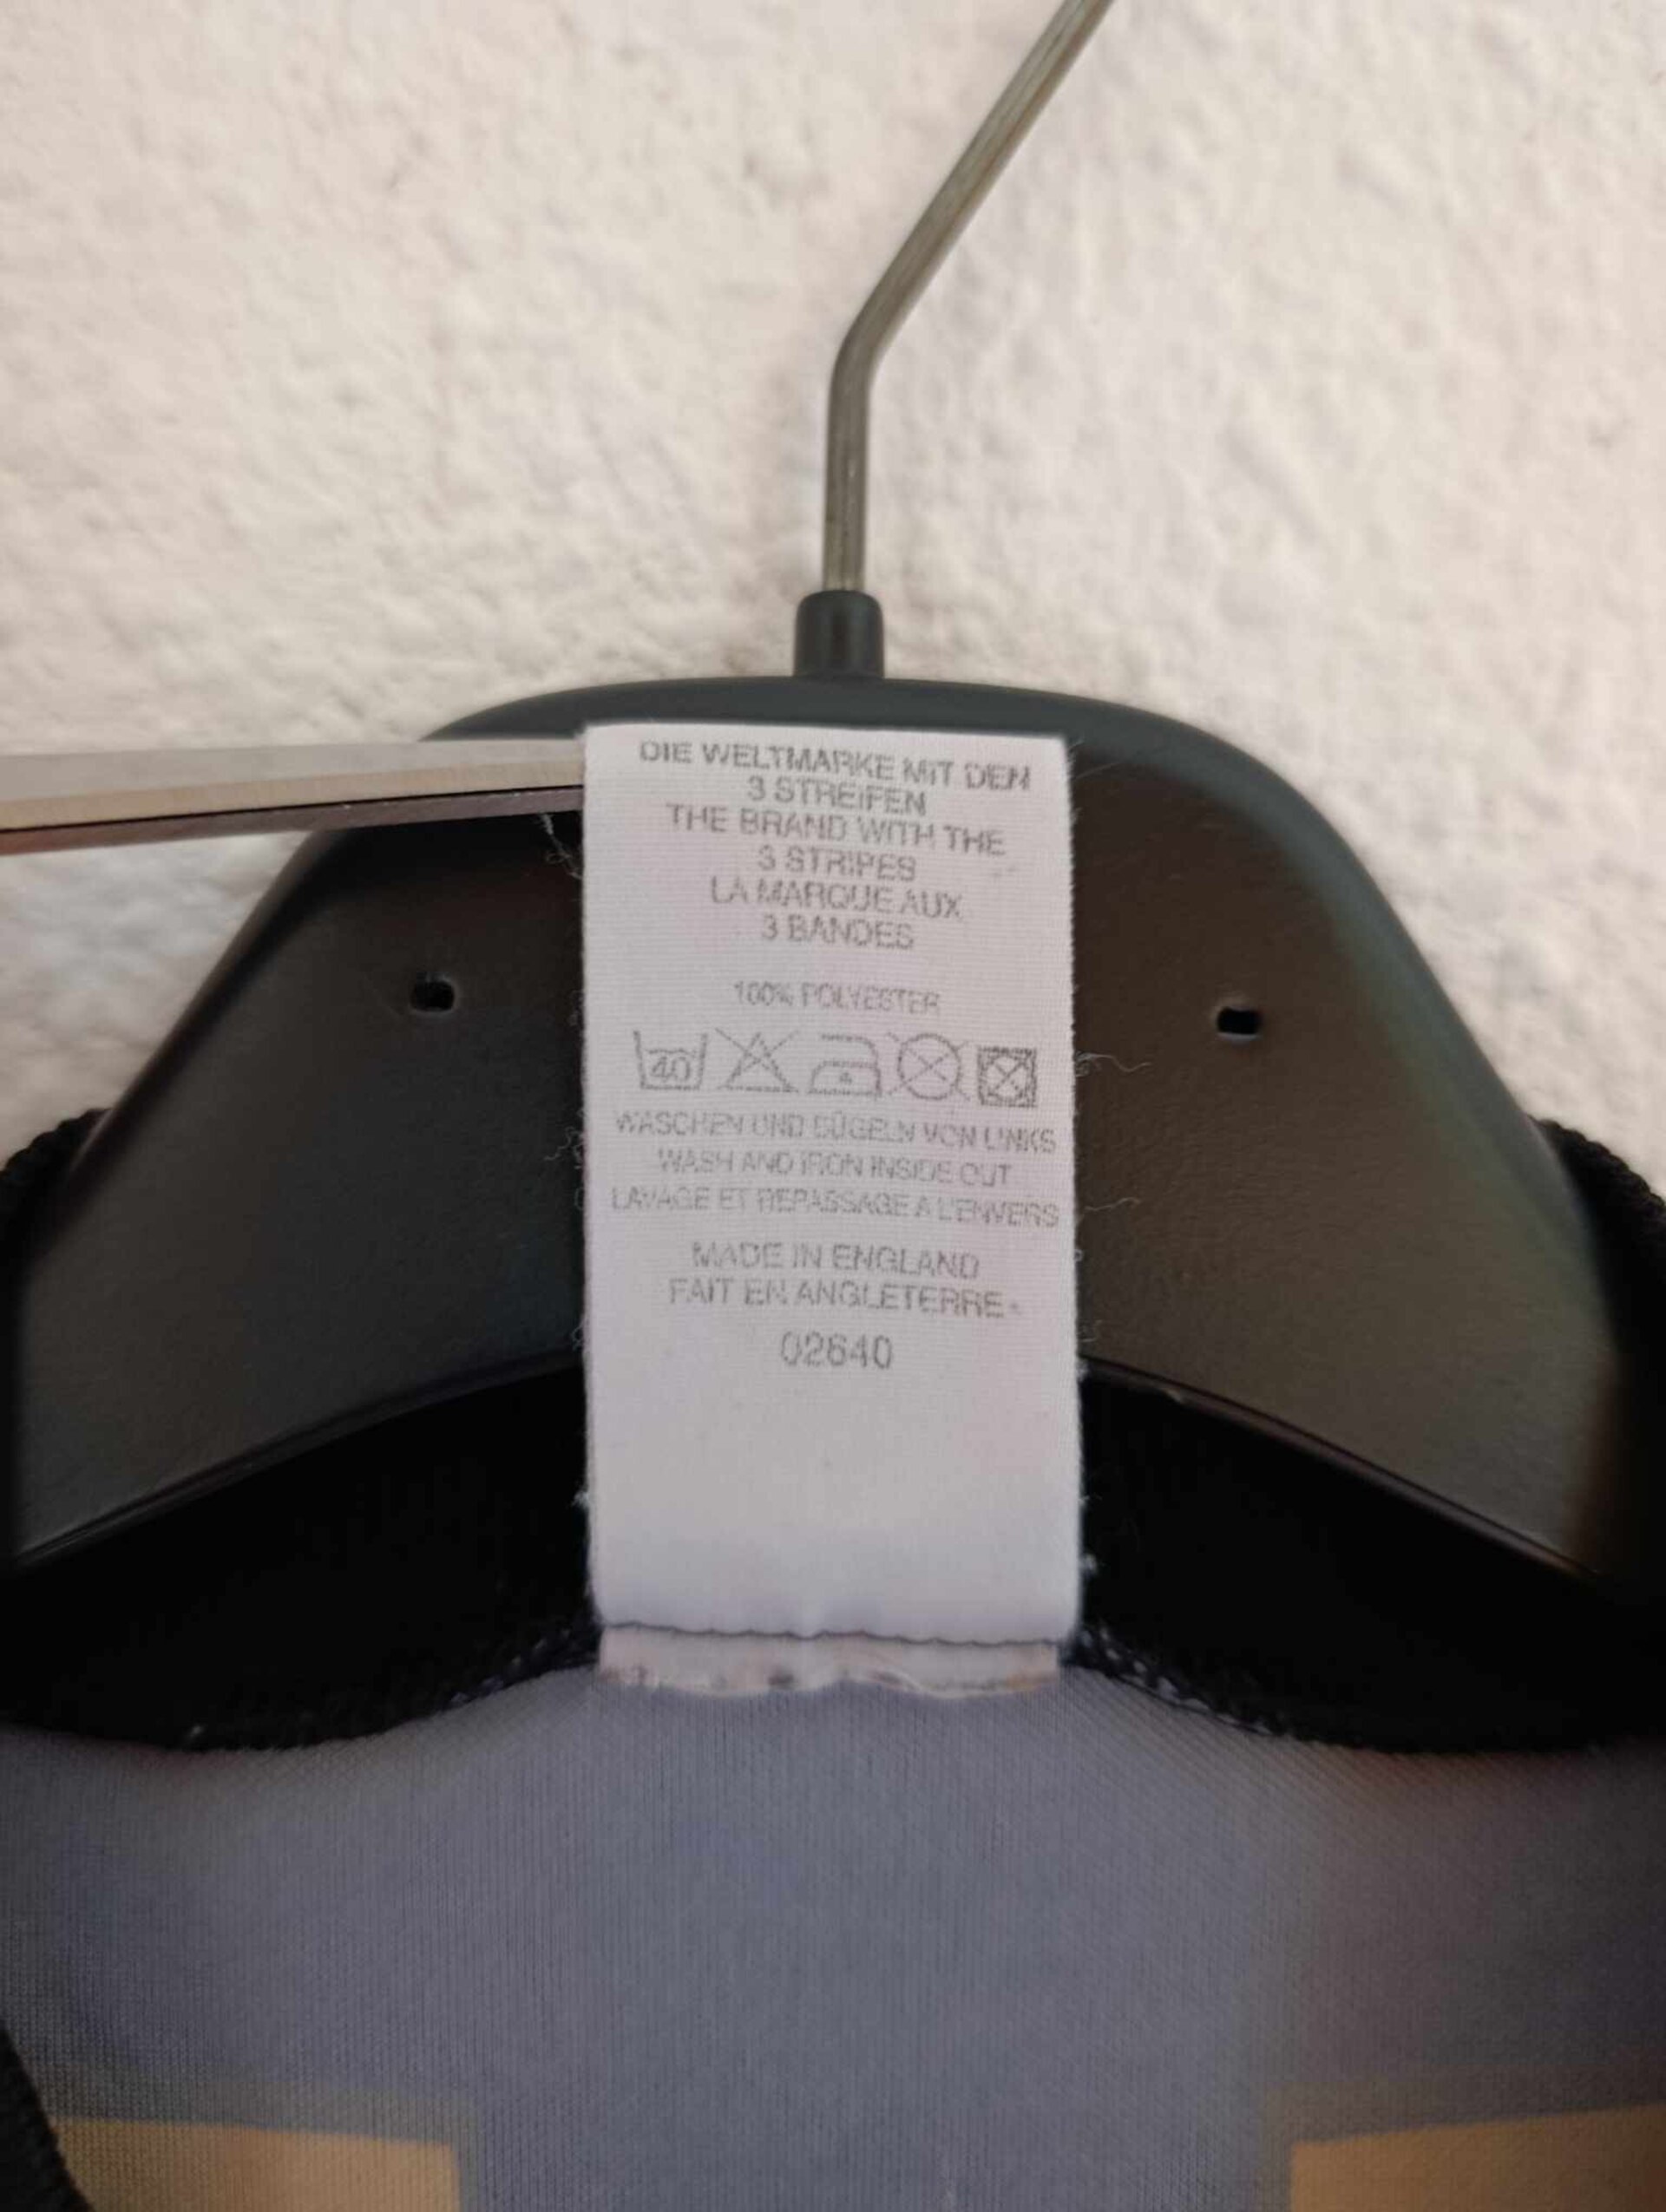 DIE WELTMARKE MIT DEN
3 STREIFEN
THE BRAND WITH THE
3 STRIPES
LA MARQUE AUX
3 BANDES
100% POLYESTER
40
WASCHEN UND BÜGELN VON LINKS
WASH AND IRON INSIDE OUT
LAVAGE ET REPASSAGE A L'ENVERS
MADE IN ENGLAND
FAIT EN ANGLETERRE
02640